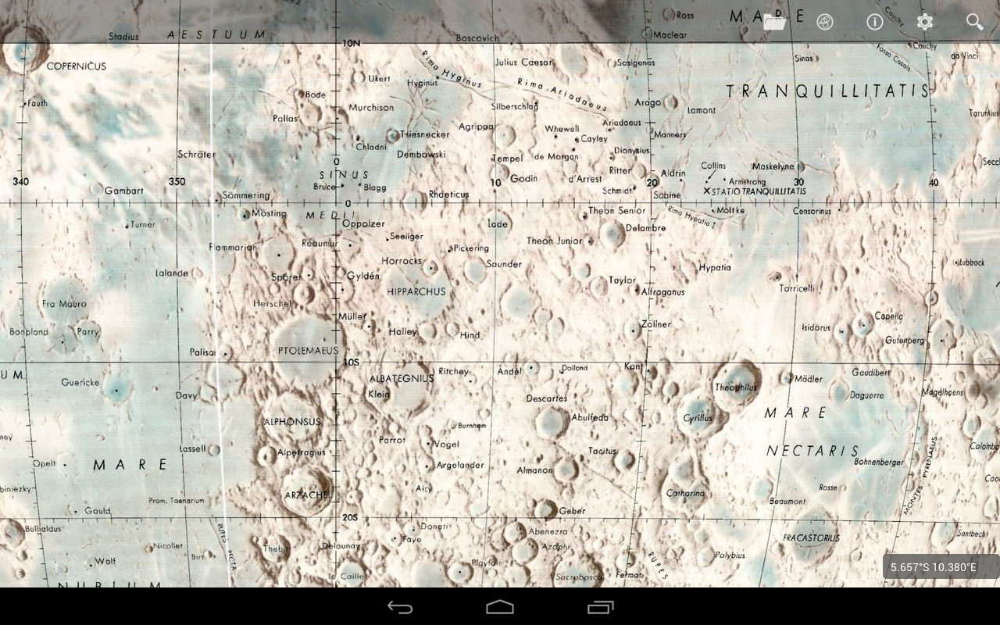 Ross
MARE
Cauchy
Stadius
AESTUUM
Boscovich
Maclear
10N
Cauchy
Fossa Casals
da Vinci
COPERNICUS
Julius Caesar
Sosigenes
Sinas
Rima Hyginus
Ukert
Hyginus
Rima Ariadaeus
TRANQUILLITATIS
Fauth
Bode
Murchison
Silberschlag
Arago
Lamont
Taruntius
Pallas
Agrippa
Whewell
Ariadaeus
Triesnecker
Cayley
Manners
Chladni
Dembowski
Tempel
de Morgan
Dionysius
Schröter
0
SINUS
Godin
d'Arrest
Ritter
Aldrin
Collins
Maskelyne
Secc
340
350
10
20
30
40
Gambart
Bruce
Blagg
Schmidt
Sabine
Armstrong
STATIO TRANQUILLITATIS
Sömmering
Rhaeticus
0
Mösting
MEDII
Theon Senior
Rima Hypatia I
Moltke
Censorinus
Turner
Oppolzer
Lade
Delambre
Flammarion
Réaumur
Seeliger
Pickering
Theon Junior
Lalande
Spörer
Horrocks
Saunder
Hypatia
Lubbock
Gyldén
Taylor
Alfraganus
Torricelli
Fra Mauro
Herschel
HIPPARCHUS
Müller
Zöllner
Capella
Bonpland
Parry
Halley
Hind
Isidorus
Gutenberg
Palisa
PTOLEMAEUS
10S
UM
Guericke
ALBATEGNIUS
Ritchey
Andel
Dolland
Kant
Gaudibert
Klein
Theophilus
Mädler
Davy
Descartes
Daguerre
Magelhaens
ALPHONSUS
Burnham
Abulfeda
Cyrillus
MARE
ney
Parrot
Vogel
Lassell
Alpetragius
Tacitus
NECTARIS
Colombo
Opelt
MARE
Argelander
Almanon
Bohnenberger
MONTES PYRENAEUS
biniezky
ARZACHEL
Airy
Catharina
Rosse
Prom. Taenarium
Beaumont
Gould
Geber
20S
Bullialdus
RUPES RECTA
Donati
Abenezra
FRACASTORIUS
Santbech
Nicollet
Thebit
Delaunay
Faye
Azophi
Birt
Polybius
Wolf
Playfair
RUPES
5.657°S 10.380°E
La Caille
Sacrobosco
Fermat
NUBIUM